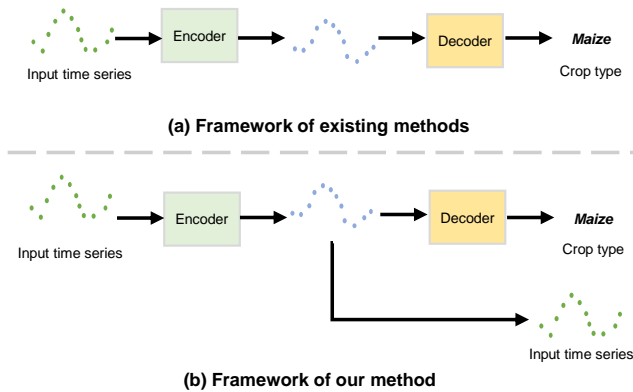 Encoder
Decoder
Maize
Input time series
Crop type
(a) Framework of existing methods
Encoder
Decoder
Maize
Input time series
Crop type
Input time series
(b) Framework of our method